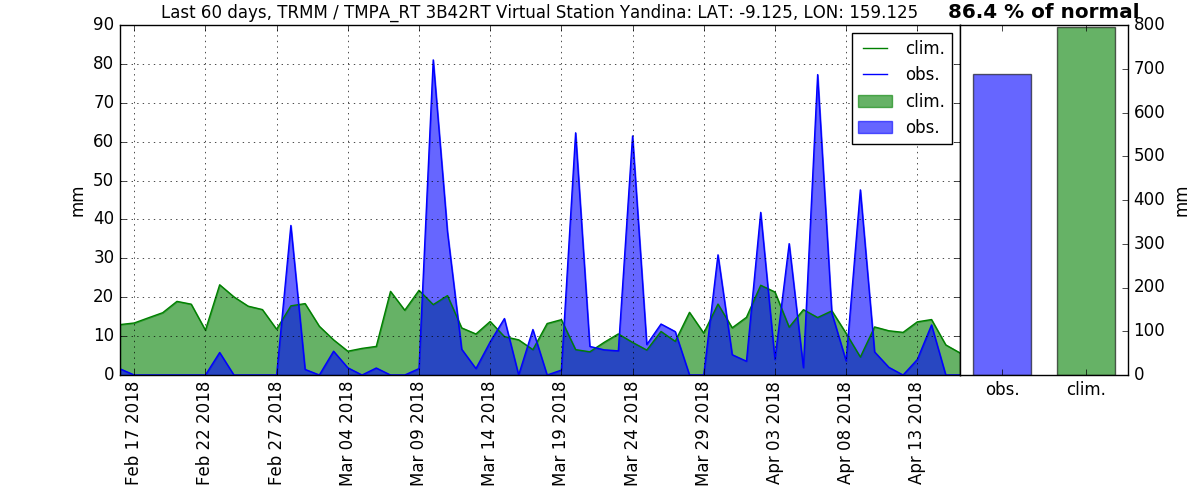 Last 60 days, TRMM / TMPA_RT 3B42RT Virtual Station Yandina: LAT: -9.125, LON: 159.125
86.4 % of normal
90
80
70
60
50
40
30
20
10
0
mm
clim.
obs.
clim.
obs.
800
700
600
500
400
300
200
100
0
mm
obs.
clim.
Feb 17 2018
Feb 22 2018
Feb 27 2018
Mar 04 2018
Mar 09 2018
Mar 14 2018
Mar 19 2018
Mar 24 2018
Mar 29 2018
Apr 03 2018
Apr 08 2018
Apr 13 2018